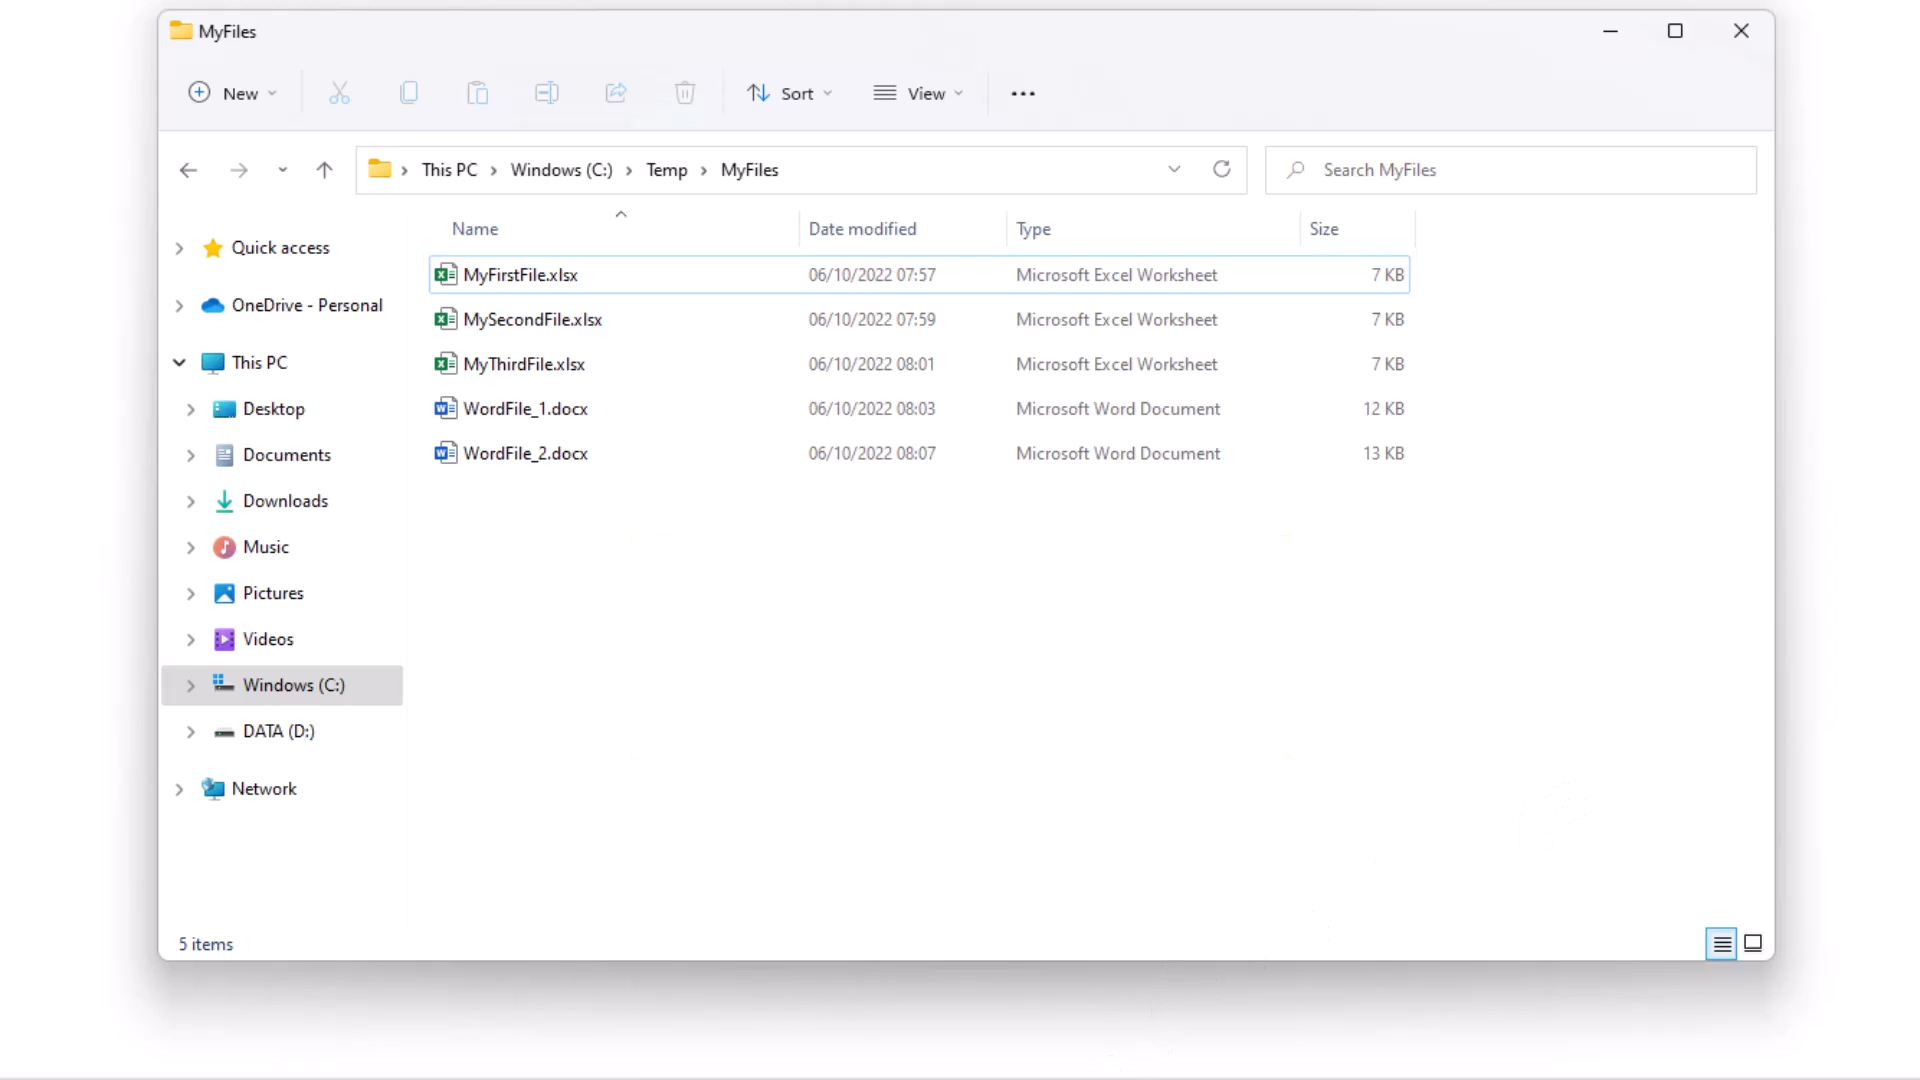 MyFiles
New
Sort
View
This PC > Windows (C:) > Temp > MyFiles
Search MyFiles
Name Date modified Type Size
Quick access
OneDrive - Personal
This PC
Desktop
Documents
Downloads
Music
Pictures
Videos
Windows (C:)
DATA (D:)
Network
MyFirstFile.xlsx 06/10/2022 07:57 Microsoft Excel Worksheet 7 KB
MySecondFile.xlsx 06/10/2022 07:59 Microsoft Excel Worksheet 7 KB
MyThirdFile.xlsx 06/10/2022 08:01 Microsoft Excel Worksheet 7 KB
WordFile_1.docx 06/10/2022 08:03 Microsoft Word Document 12 KB
WordFile_2.docx 06/10/2022 08:07 Microsoft Word Document 13 KB
5 items